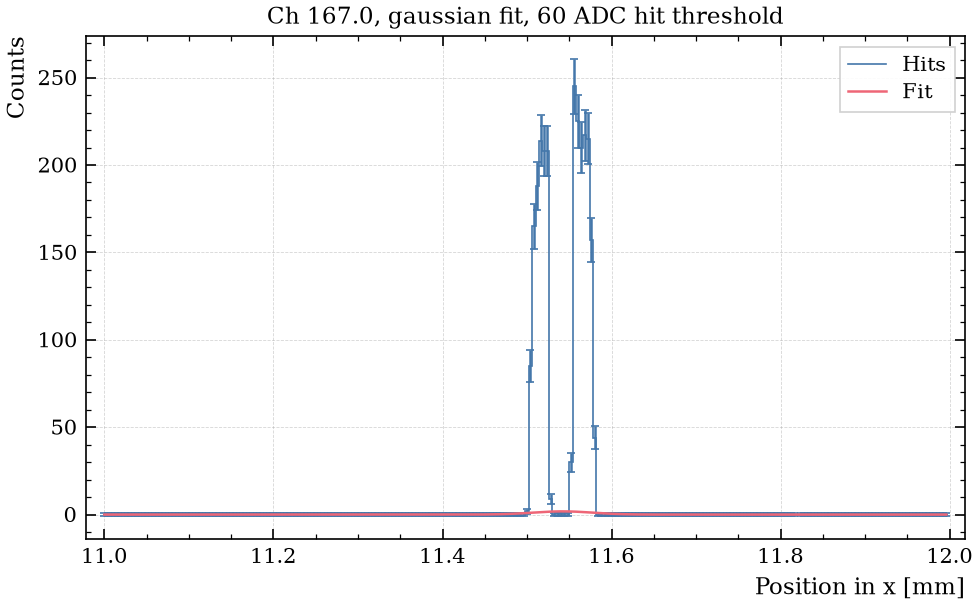 Ch 167.0, gaussian fit, 60 ADC hit threshold
Counts
Hits
Fit
250
200
150
100
50
0
11.0
11.2
11.4
11.6
11.8
12.0
Position in x [mm]